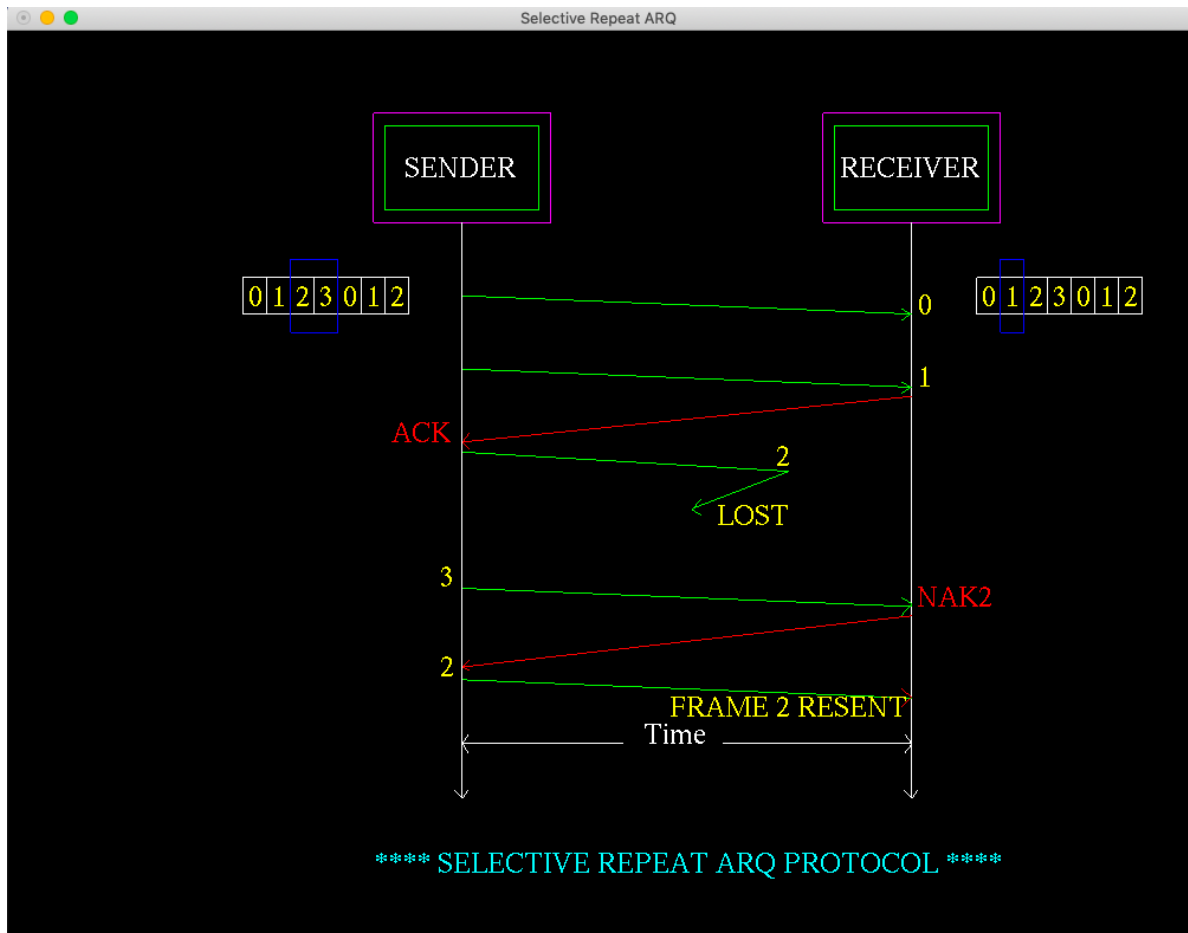 Selective Repeat ARQ
SENDER
RECEIVER
0 1 2 3 0 1 2
0
0 1 2 3 0 1 2
1
ACK
2
LOST
3
NAK2
2
FRAME 2 RESENT
Time
**** SELECTIVE REPEAT ARQ PROTOCOL ****